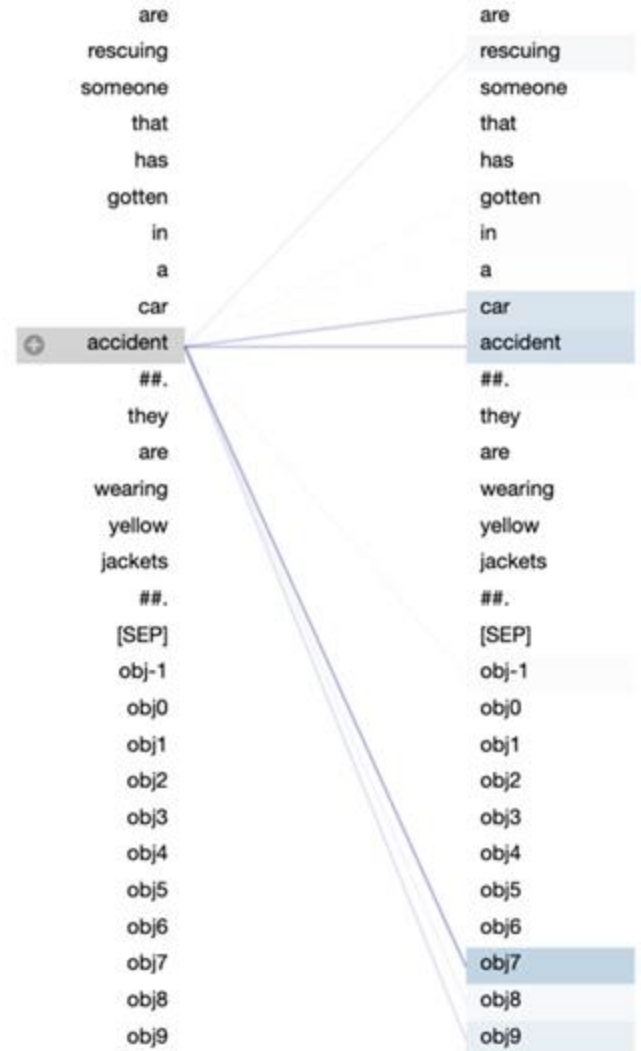 are are
rescuing rescuing
someone someone
that that
has has
gotten gotten
in in
a a
car car
accident accident
##. ##.
they they
are are
wearing wearing
yellow yellow
jackets jackets
##. ##.
[SEP] [SEP]
obj-1 obj-1
obj0 obj0
obj1 obj1
obj2 obj2
obj3 obj3
obj4 obj4
obj5 obj5
obj6 obj6
obj7 obj7
obj8 obj8
obj9 obj9